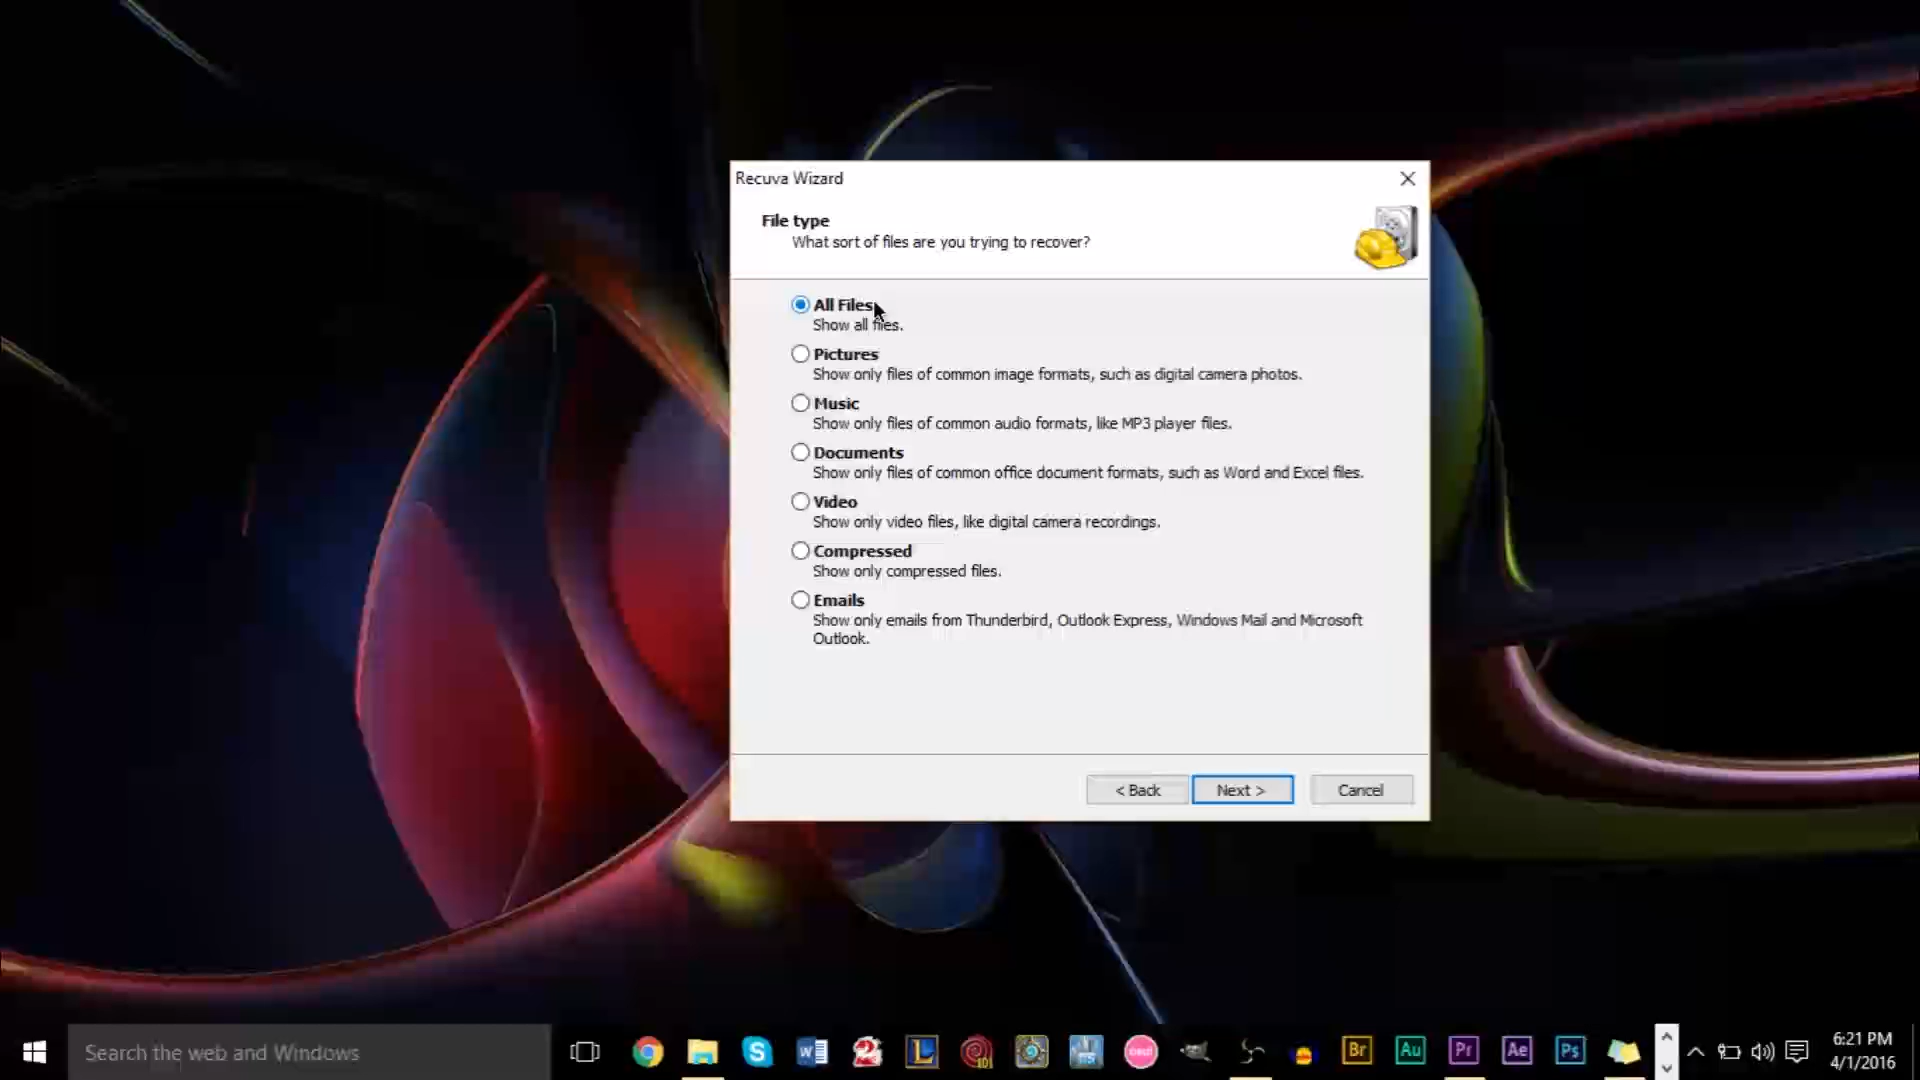 Recuva Wizard
File type
What sort of files are you trying to recover?
All Files
Show all files.
Pictures
Show only files of common image formats, such as digital camera photos.
Music
Show only files of common audio formats, like MP3 player files.
Documents
Show only files of common office document formats, such as Word and Excel files.
Video
Show only video files, like digital camera recordings.
Compressed
Show only compressed files.
Emails
Show only emails from Thunderbird, Outlook Express, Windows Mail and Microsoft
Outlook.
< Back
Next >
Cancel
Search the web and Windows
Br
Au
Pr
Ae
Ps
6:21 PM
4/1/2016